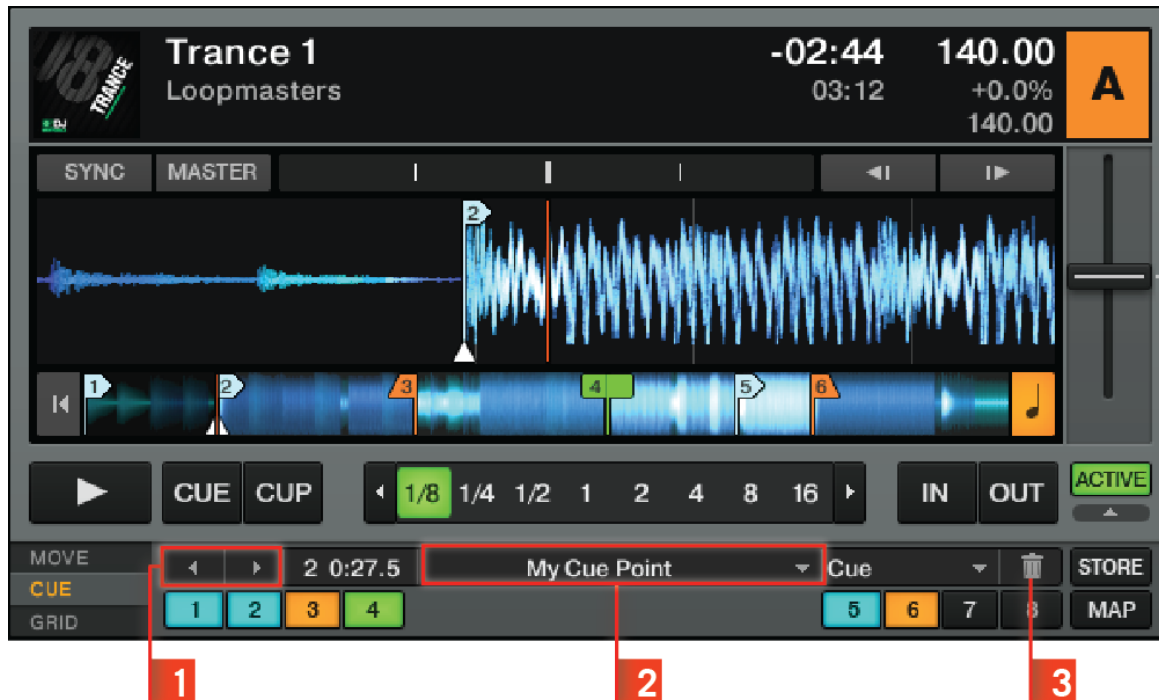 18 TRANCE
DJ
Trance 1
Loopmasters
-02:44
03:12
140.00
+0.0%
140.00
A
SYNC
MASTER
2
1 2 3 4 5 6
CUE CUP
1/8 1/4 1/2 1 2 4 8 16
IN OUT
ACTIVE
MOVE
CUE
GRID
2 0:27.5
My Cue Point
Cue
STORE
1 2 3 4
5 6 7 8
MAP
1
2
3